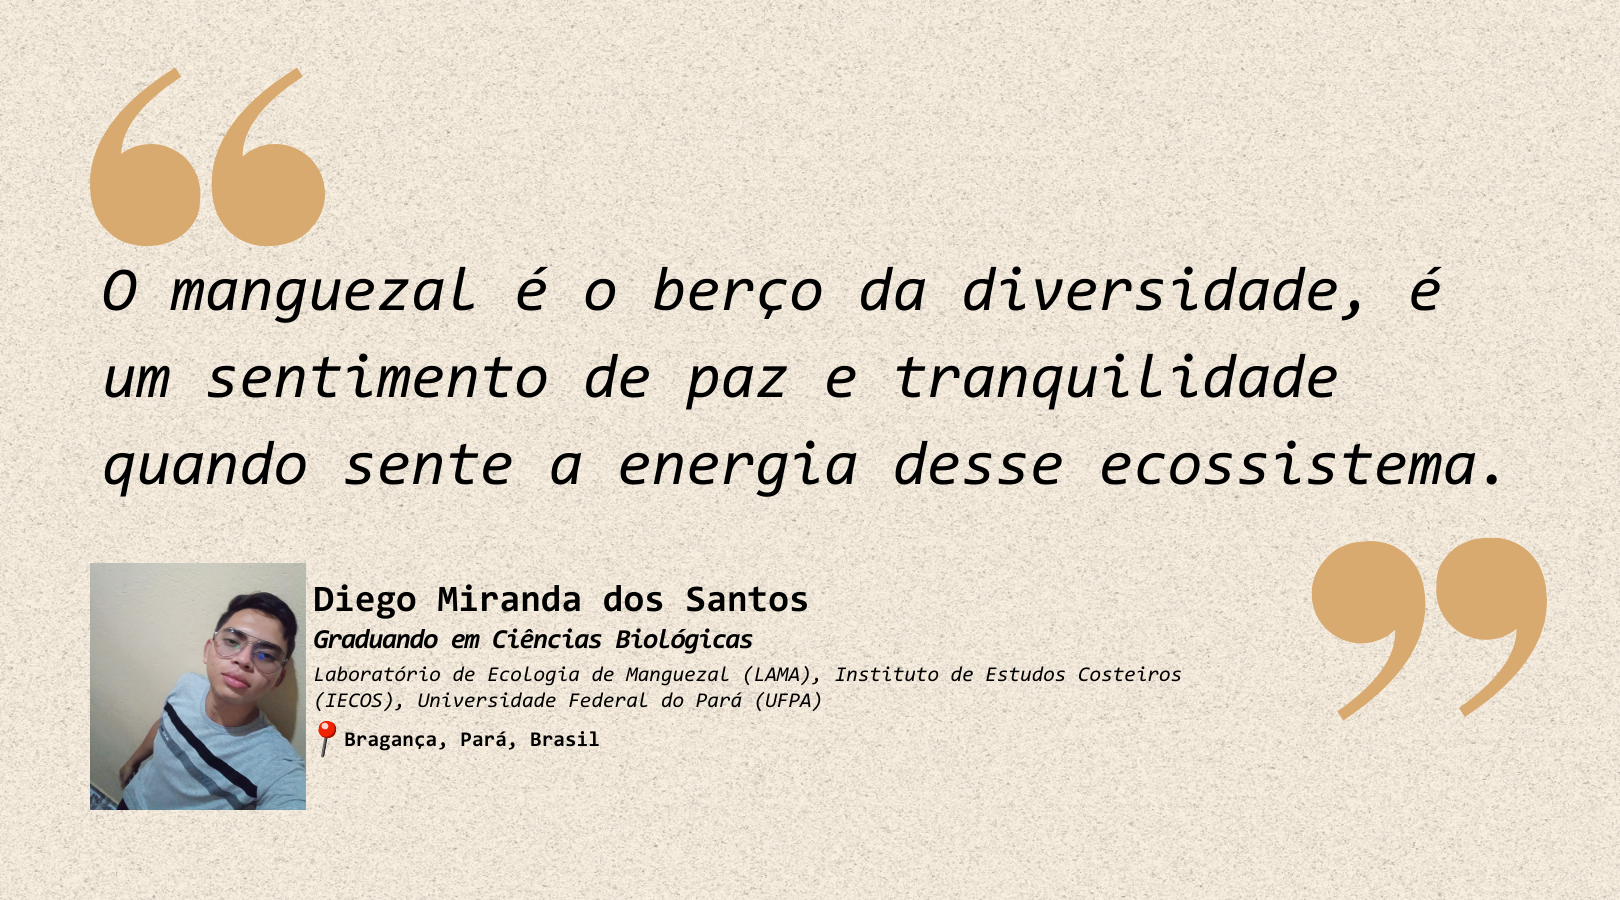 O manguezal é o berço da diversidade, é
um sentimento de paz e tranquilidade
quando sente a energia desse ecossistema.
Diego Miranda dos Santos
Graduando em Ciências Biológicas
Laboratório de Ecologia de Manguezal (LAMA), Instituto de Estudos Costeiros
(IECOS), Universidade Federal do Pará (UFPA)
Bragança, Pará, Brasil